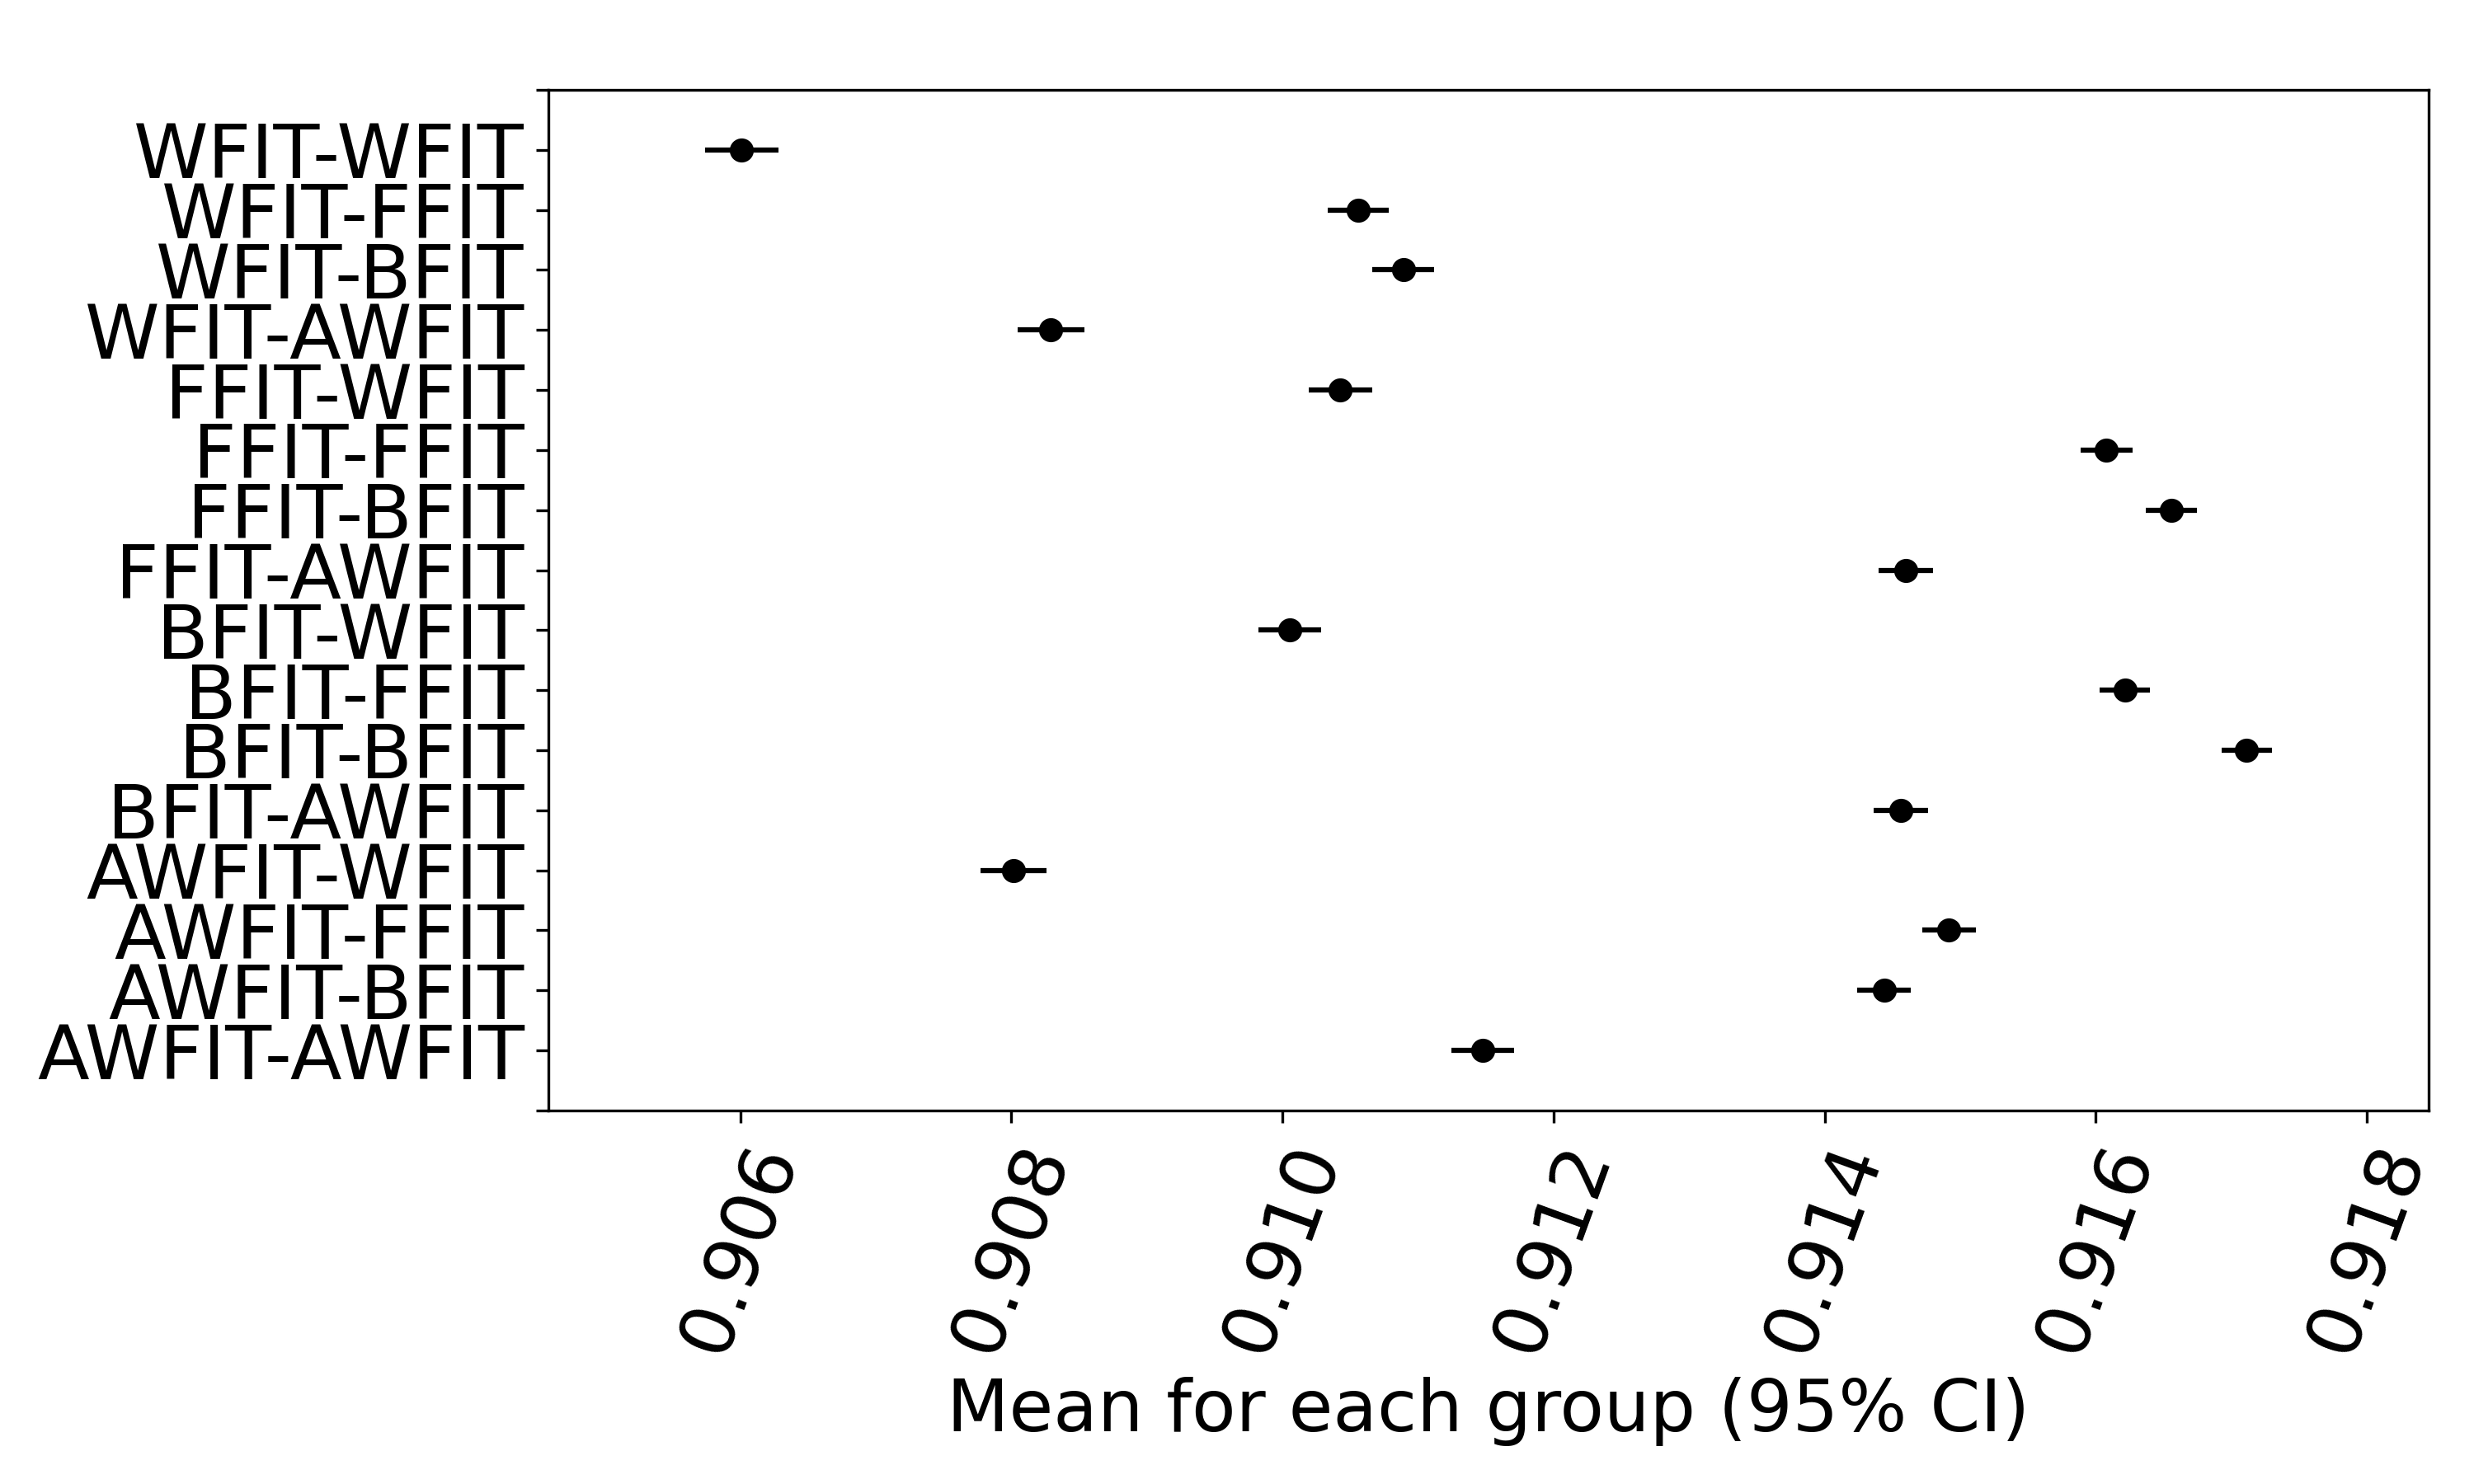 WFIT-WFIT
WFIT-FFIT
WFIT-BFIT
WFIT-AWFIT
FFIT-WFIT
FFIT-FFIT
FFIT-BFIT
FFIT-AWFIT
BFIT-WFIT
BFIT-FFIT
BFIT-BFIT
BFIT-AWFIT
AWFIT-WFIT
AWFIT-FFIT
AWFIT-BFIT
AWFIT-AWFIT
0.906 0.908 0.910 0.912 0.914 0.916 0.918
Mean for each group (95% CI)